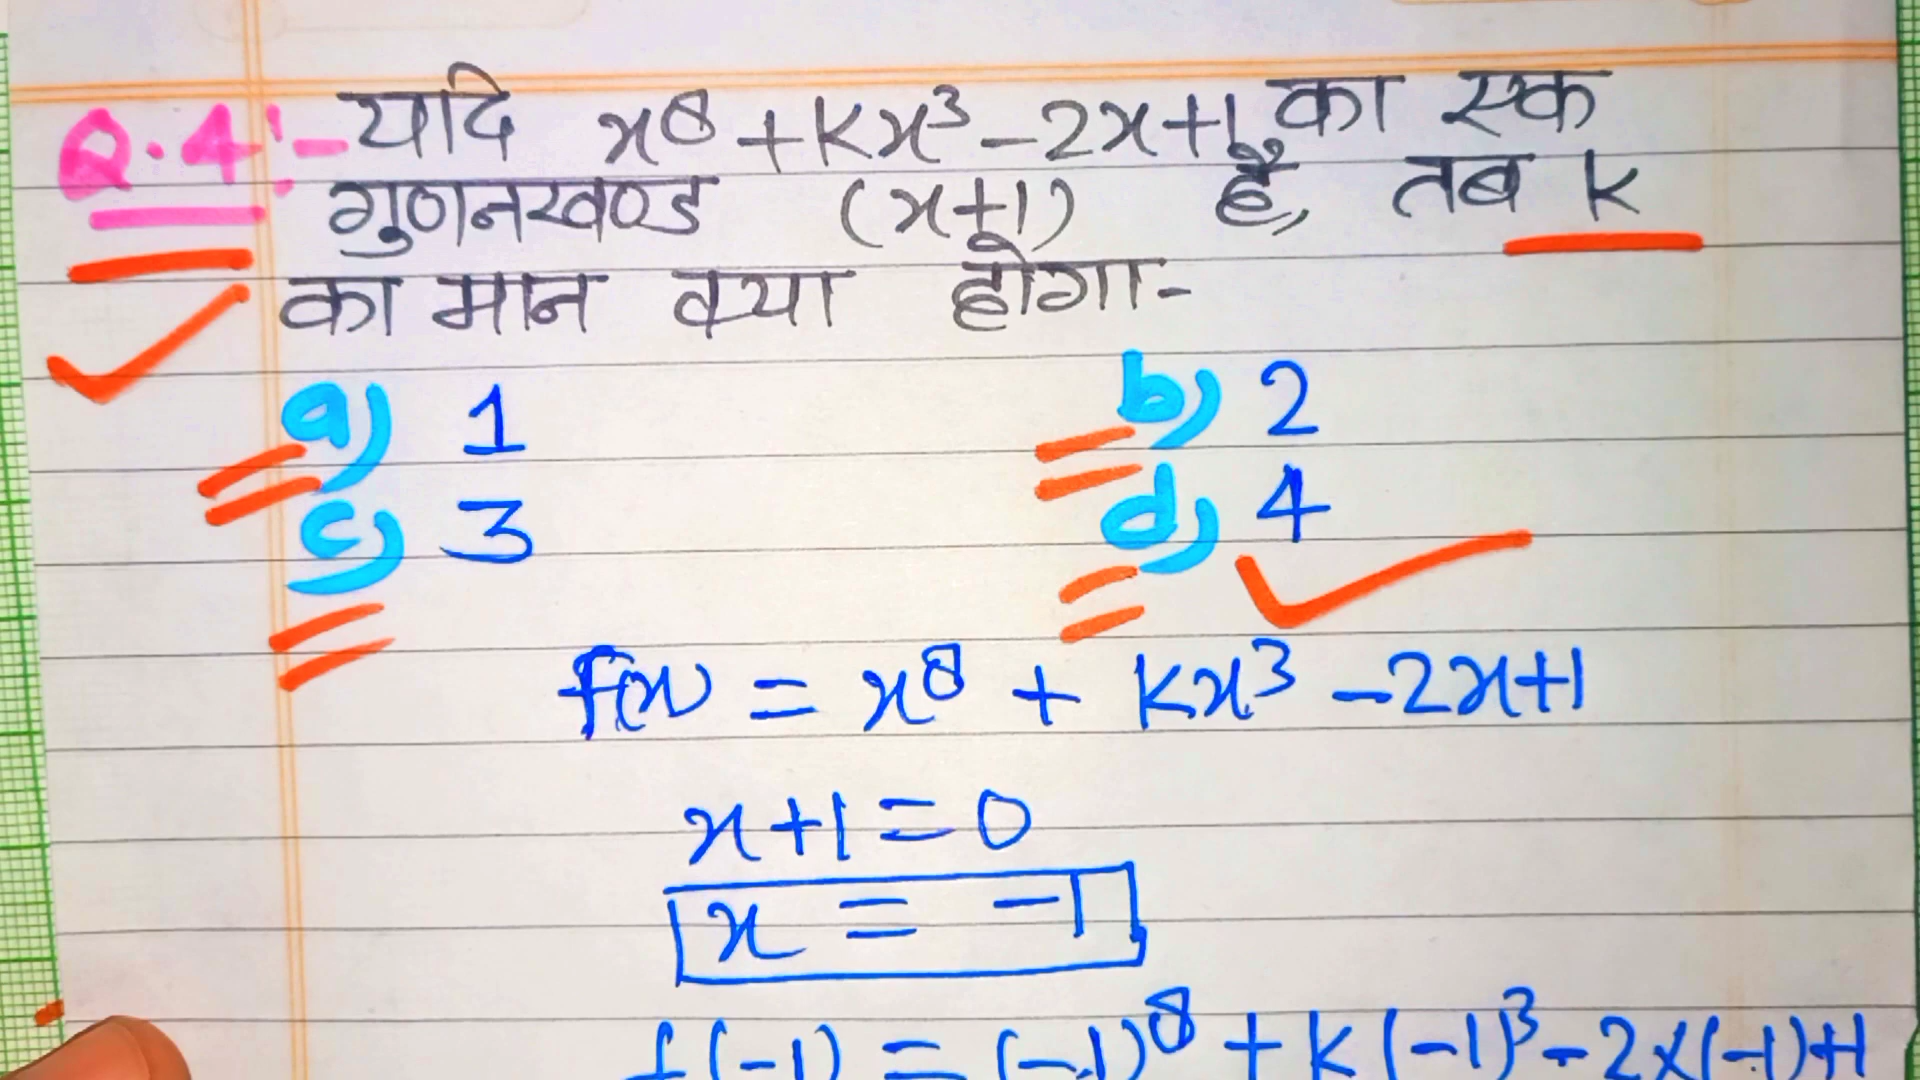 Q.4:- यदि x⁸ + kx³ - 2x + 1 का एक
गुणनखण्ड (x+1) है, तब k
का मान क्या होगा-
a) 1 b) 2
c) 3 d) 4
f(x) = x⁸ + kx³ - 2x + 1
x + 1 = 0
x = -1
f(-1) = (-1)⁸ + k(-1)³ - 2×(-1) + 1